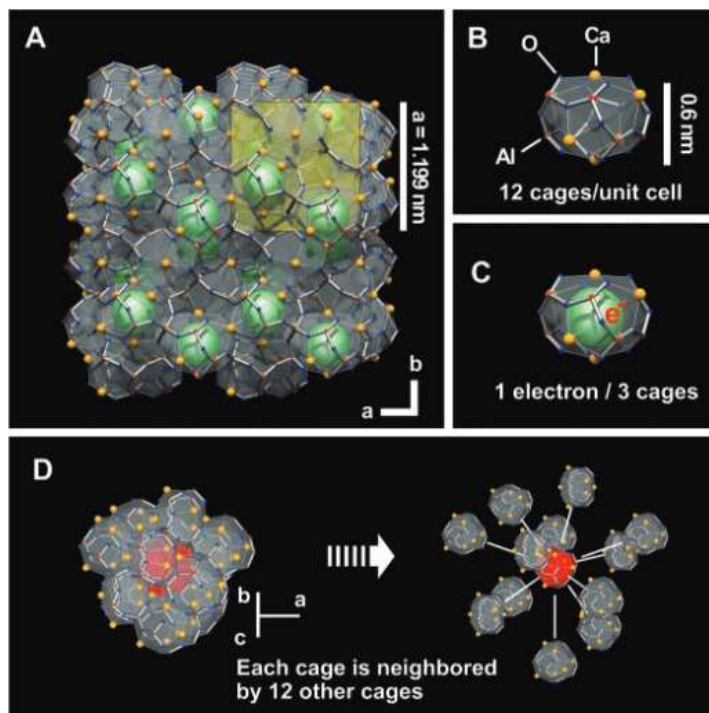 A
a = 1.199 nm
b
a
B
O
Ca
Al
0.6 nm
12 cages/unit cell
C
e⁻
1 electron / 3 cages
D
b
a
c
Each cage is neighbored
by 12 other cages